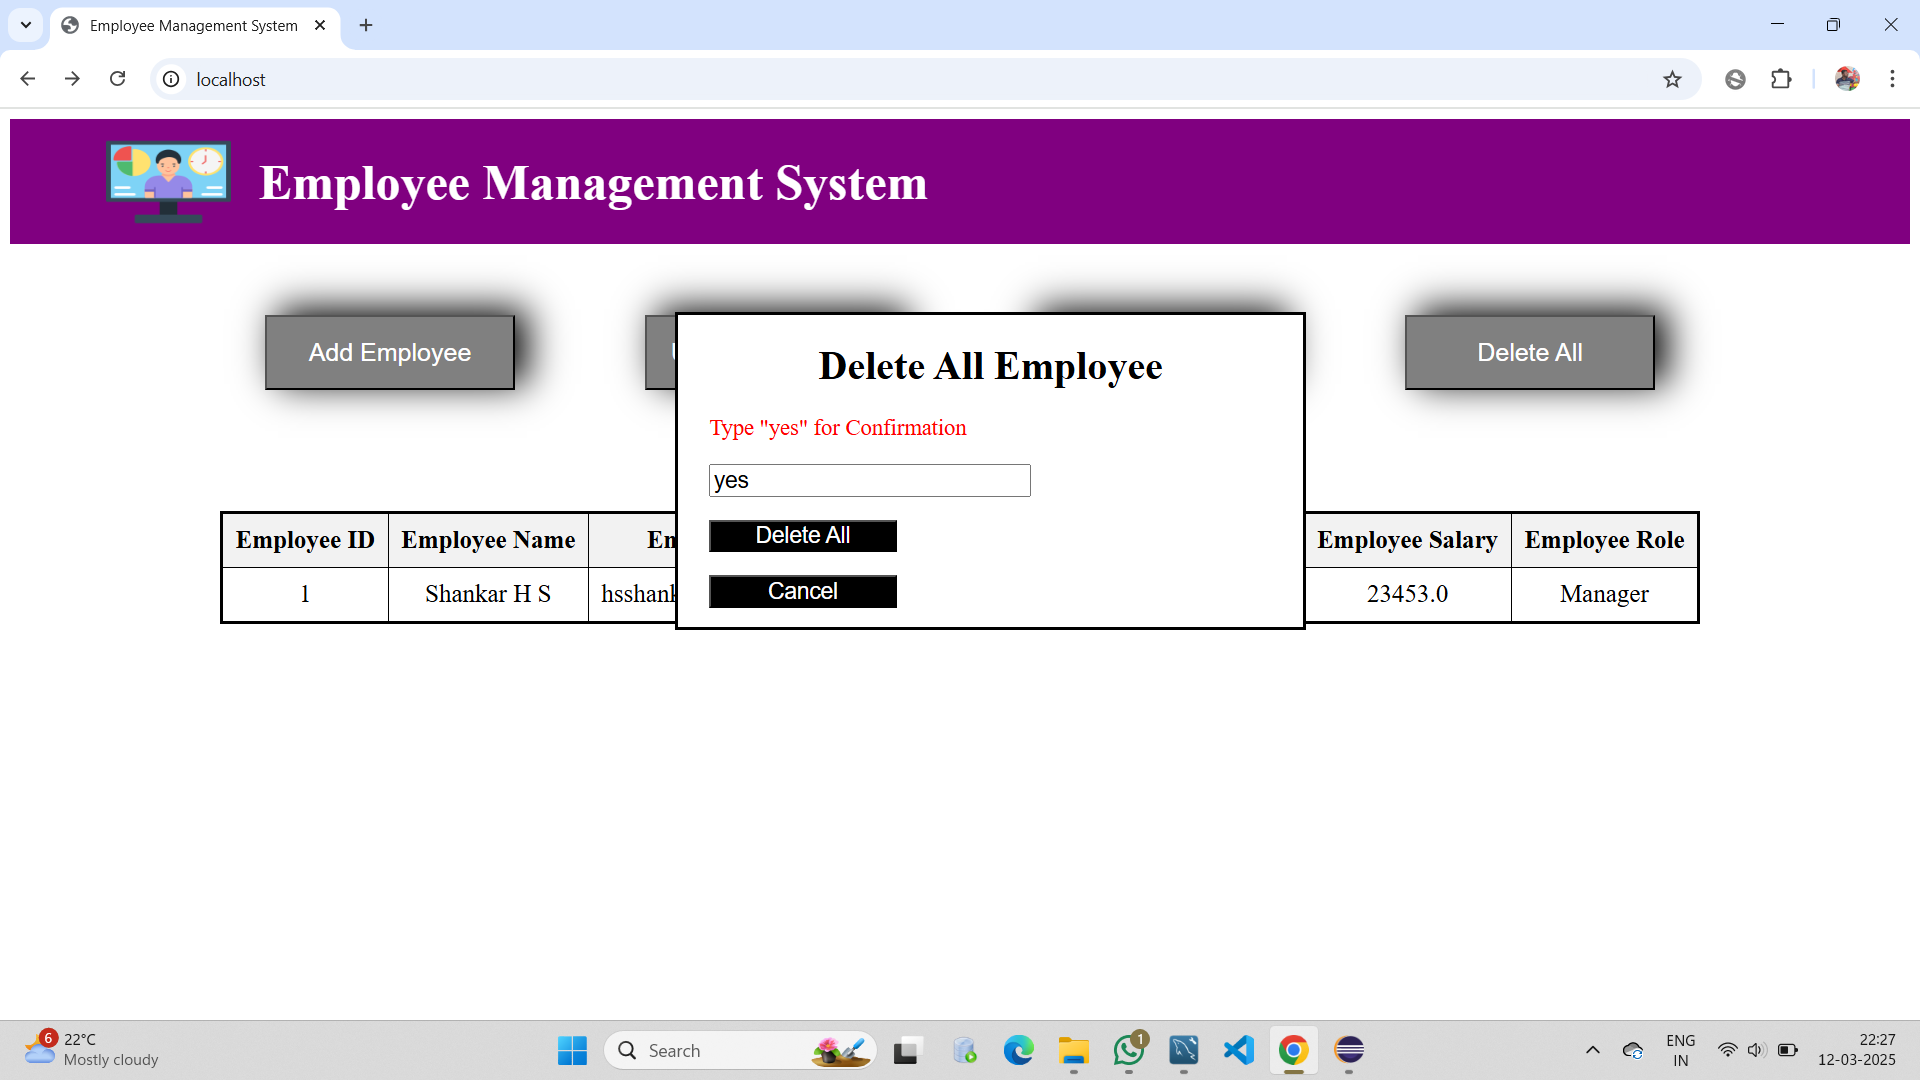 Employee Management System
localhost
Employee Management System
Add Employee
Delete All
Delete All Employee
Type "yes" for Confirmation
yes
Delete All
Cancel
Employee ID Employee Name Em Employee Salary Employee Role
1 Shankar H S hsshank 23453.0 Manager
6
22°C
Mostly cloudy
Search
1
ENG
IN
22:27
12-03-2025